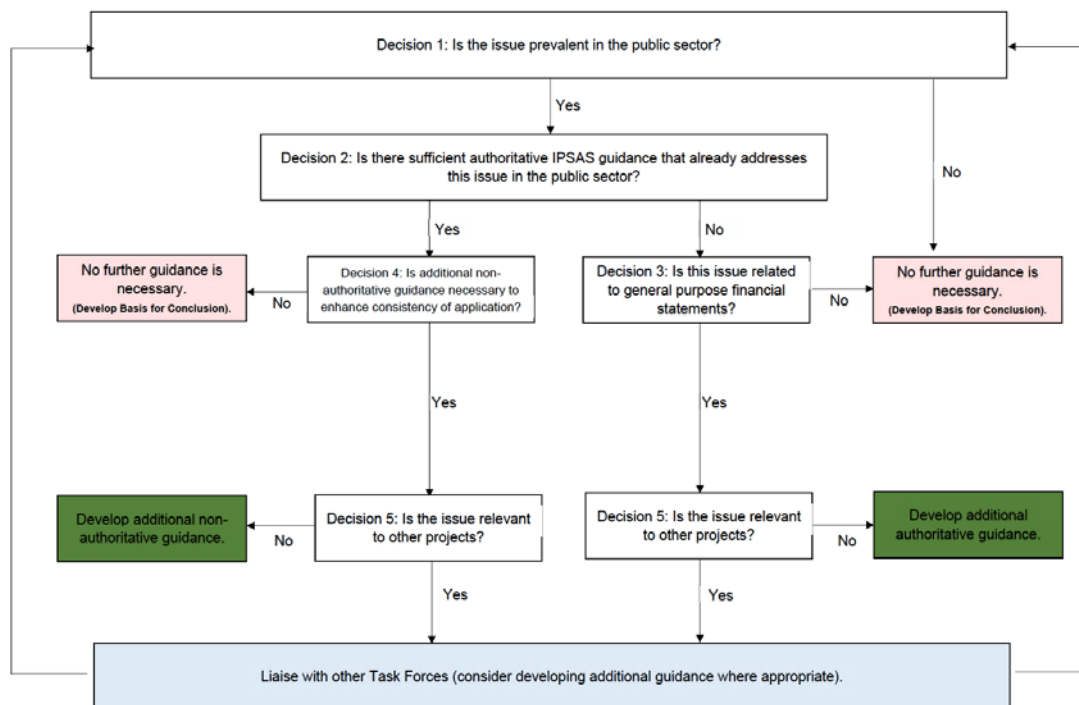 Decision 1: Is the issue prevalent in the public sector?
Yes
Decision 2: Is there sufficient authoritative IPSAS guidance that already addresses
this issue in the public sector?
No
Yes
No
No further guidance is
necessary.
(Develop Basis for Conclusion).
No
Decision 4: Is additional non-
authoritative guidance necessary to
enhance consistency of application?
Decision 3: Is this issue related
to general purpose financial
statements?
No
No further guidance is
necessary.
(Develop Basis for Conclusion).
Yes
Yes
Develop additional non-
authoritative guidance.
No
Decision 5: Is the issue relevant
to other projects?
Decision 5: Is the issue relevant
to other projects?
No
Develop additional
authoritative guidance.
Yes
Yes
Liaise with other Task Forces (consider developing additional guidance where appropriate).